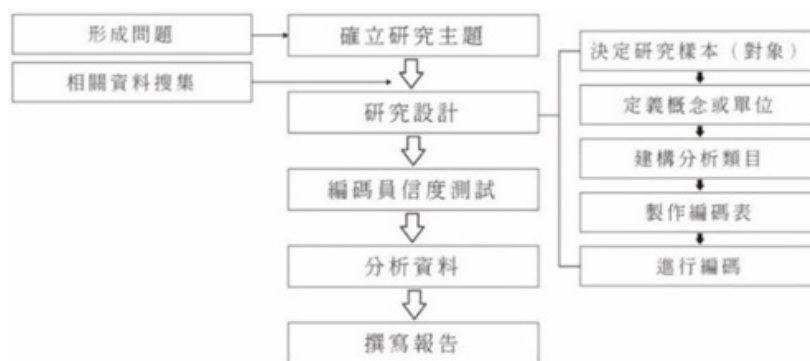 形成問題
確立研究主題
相關資料搜集
研究設計
編碼員信度測試
分析資料
撰寫報告
決定研究樣本（對象）
定義概念或單位
建構分析類目
製作編碼表
進行編碼